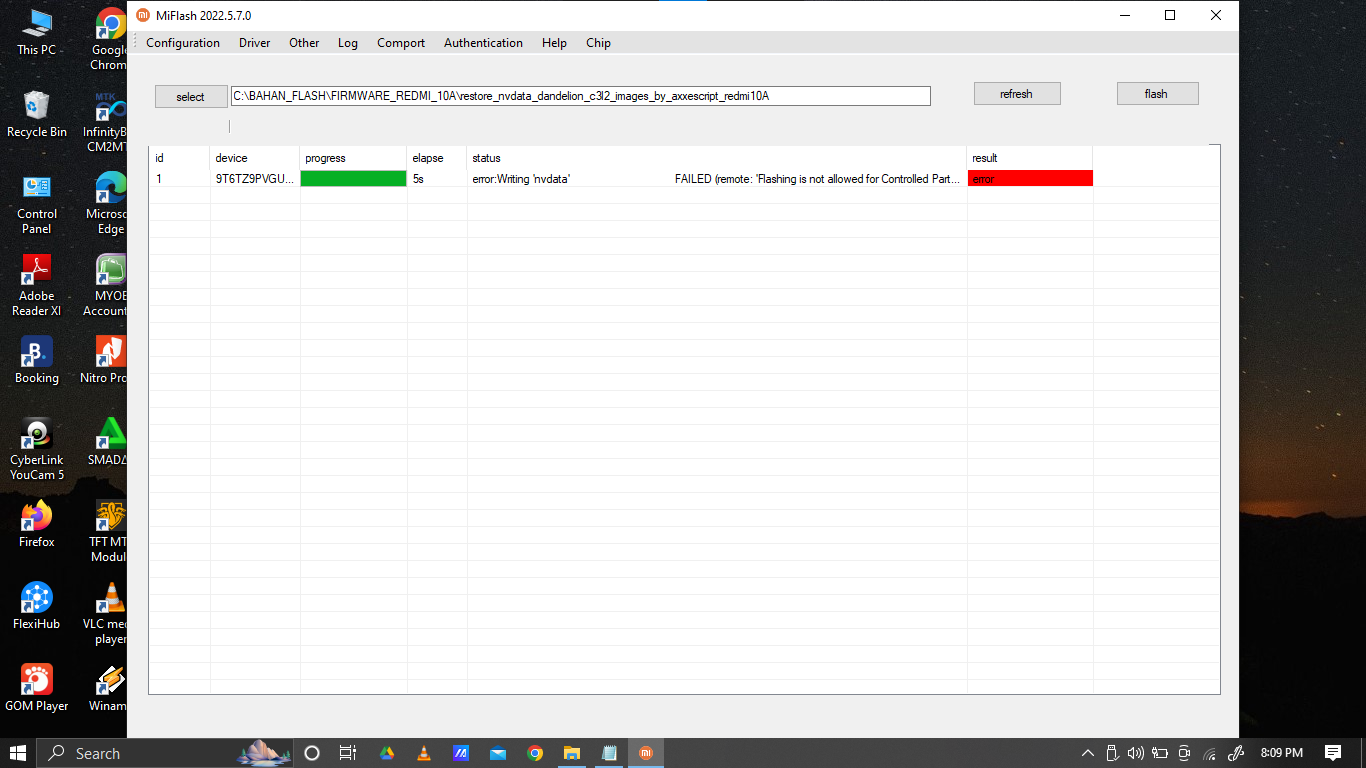 MiFlash 2022.5.7.0
Configuration Driver Other Log Comport Authentication Help Chip
select C:\BAHAN_FLASH\FIRMWARE_REDMI_10A\restore_nvdata_dandelion_c3l2_images_by_axxescript_redmi10A refresh flash
id device progress elapse status result
1 9T6TZ9PVGU... 5s error:Writing 'nvdata' FAILED (remote: 'Flashing is not allowed for Controlled Part... error
This PC
Google
Chrom
Recycle Bin
InfinityB
CM2MT
Control
Panel
Microso
Edge
Adobe
Reader XI
MYOB
Account
Booking
Nitro Pro
CyberLink
YouCam 5
SMADA
Firefox
TFT MT
Modul
FlexiHub
VLC med
player
GOM Player
Winam
Search
8:09 PM